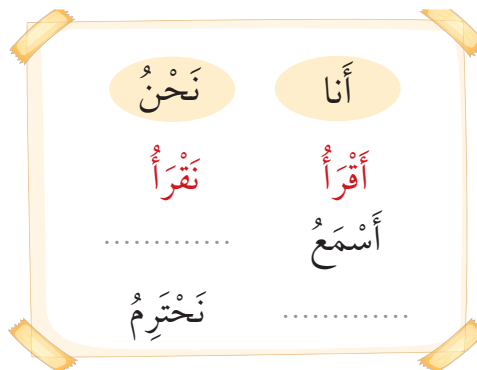 أَنا نَحْنُ
أَقْرَأُ نَقْرَأُ
أَسْمَعُ .............
............. نَحْتَرِمُ